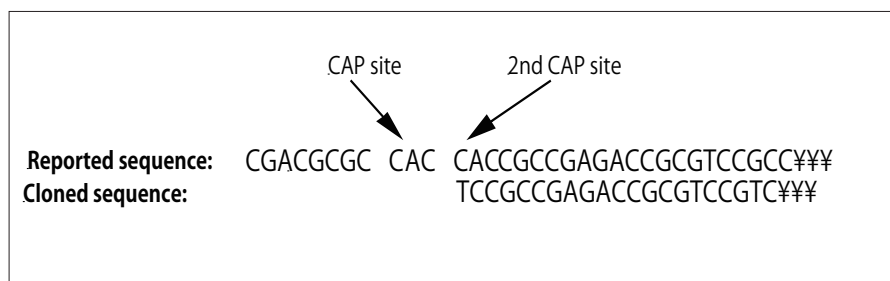 CAP site 2nd CAP site
Reported sequence: CGACGCGC CAC CACCGCCGAGACCGCGTCCGCC¥¥¥
Cloned sequence: TCCGCCGAGACCGCGTCCGTC¥¥¥